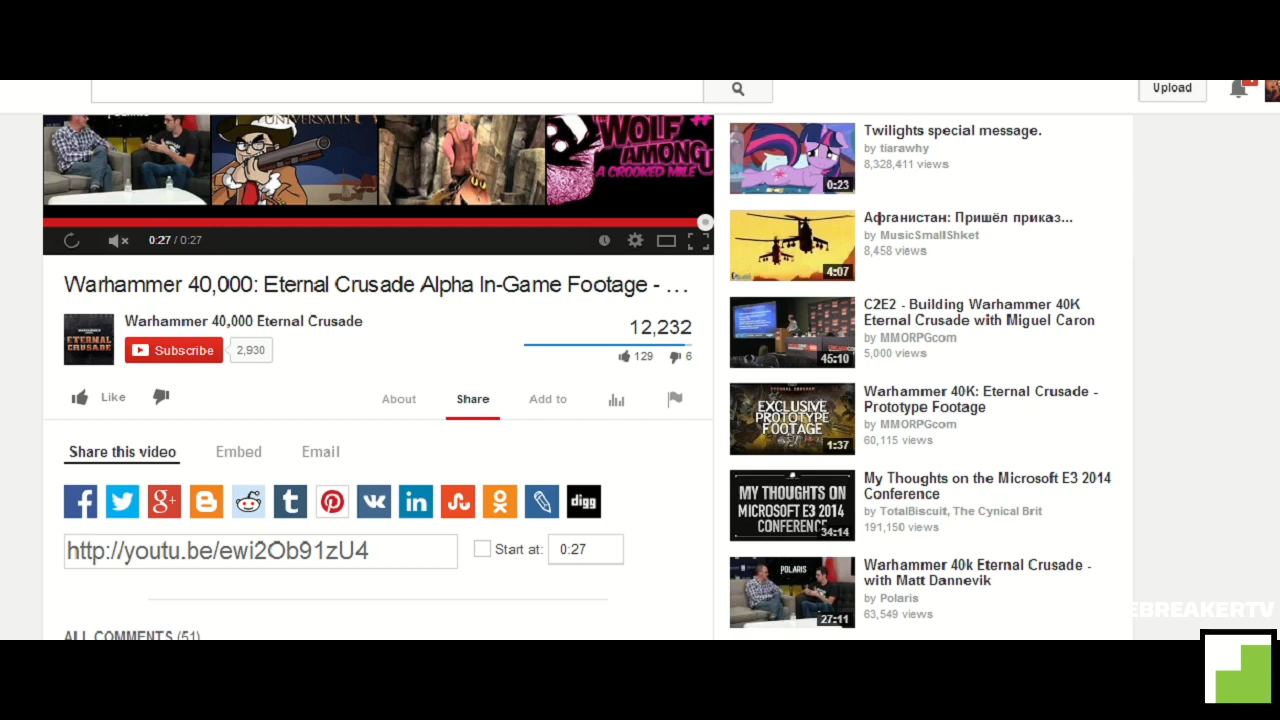 Upload
UNIVERSALIS
WOLF
AMONG
A CROOKED MILE
0:27 / 0:27
Warhammer 40,000: Eternal Crusade Alpha In-Game Footage - ...
Warhammer 40,000 Eternal Crusade
ETERNAL
CRUSADE
Subscribe
2,930
12,232
129
6
Like
About
Share
Add to
Share this video
Embed
Email
g+
t
in
digg
http://youtu.be/ewi2Ob91zU4
Start at:
0:27
ALL COMMENTS (51)
Twilights special message.
by tiarawhy
8,328,411 views
0:23
Афганистан: Пришёл приказ...
by MusicSmallShket
8,458 views
4:07
C2E2 - Building Warhammer 40K
Eternal Crusade with Miguel Caron
by MMORPGcom
5,000 views
45:10
Warhammer 40K: Eternal Crusade -
Prototype Footage
by MMORPGcom
60,115 views
EXCLUSIVE
PROTOTYPE
FOOTAGE
1:37
My Thoughts on the Microsoft E3 2014
Conference
by TotalBiscuit, The Cynical Brit
191,150 views
MY THOUGHTS ON
MICROSOFT E3 2014
CONFERENCE
34:14
Warhammer 40k Eternal Crusade -
with Matt Dannevik
by Polaris
63,549 views
POLARIS
27:11
EBREAKERTV